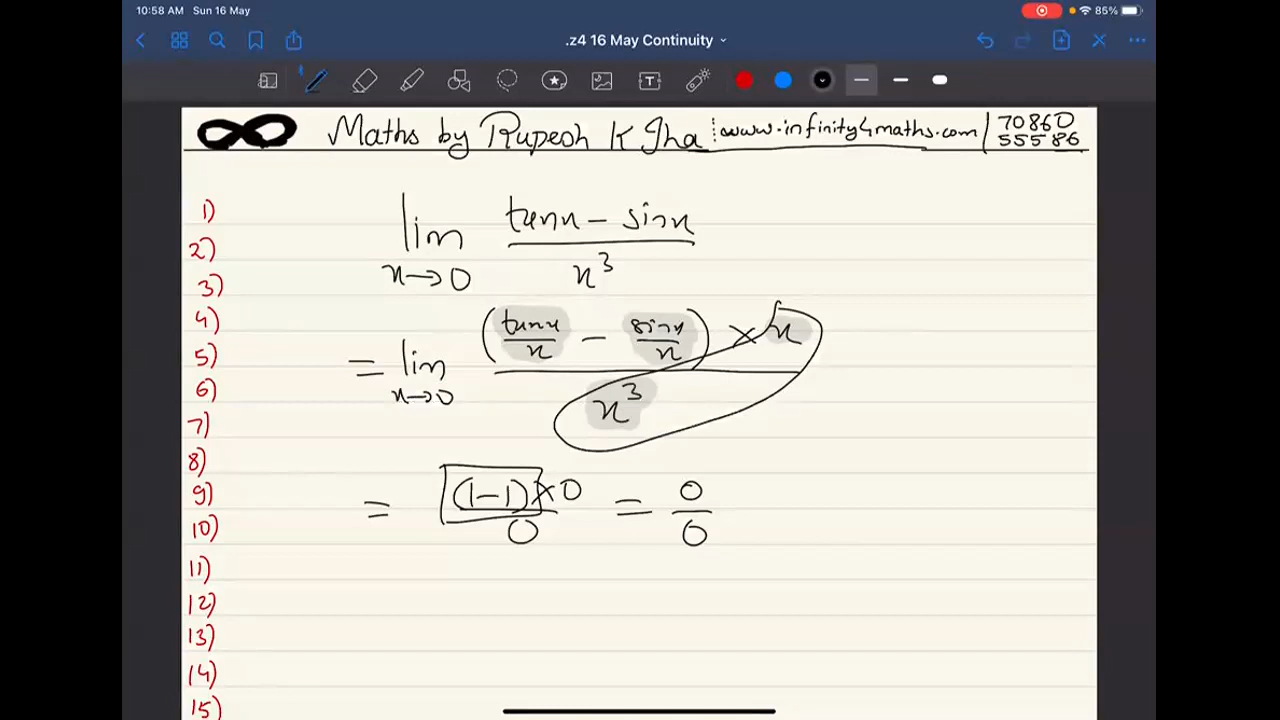 10:58 AM Sun 16 May 85%
.z4 16 May Continuity
∞ Maths by Rupesh K Jha www.infinity4maths.com 70860 55586
1)
2)
3)
4)
5)
6)
7)
8)
9)
10)
11)
12)
13)
14)
15)
lim x→0 (tanx − sinx)/x³
= lim x→0 ((tanx/x − sinx/x) × x)/x³
= ((1−1)×0)/0 = 0/0